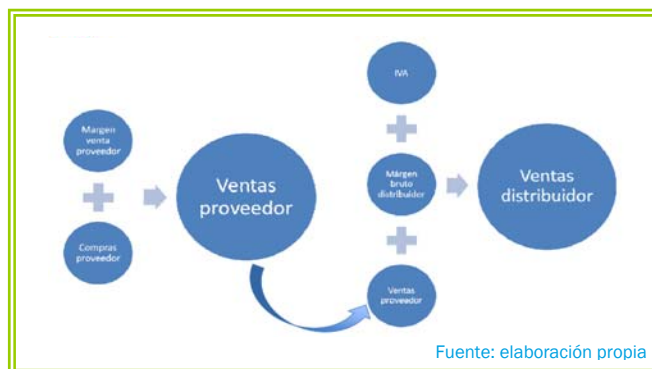 Margen
venta
proveedor
Compras
proveedor
Ventas
proveedor
IVA
Márgen
bruto
distribuidor
Ventas
proveedor
Ventas
distribuidor
Fuente: elaboración propia